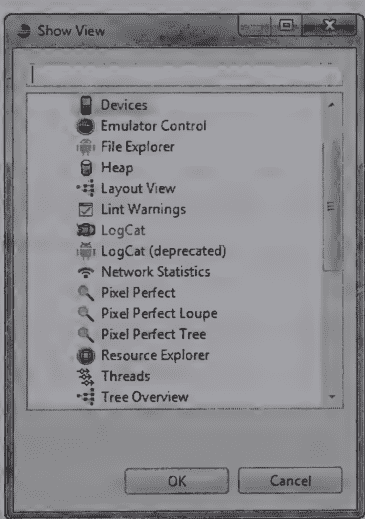 Show View
Devices
Emulator Control
File Explorer
Heap
Layout View
Lint Warnings
LogCat
LogCat (deprecated)
Network Statistics
Pixel Perfect
Pixel Perfect Loupe
Pixel Perfect Tree
Resource Explorer
Threads
Tree Overview
OK
Cancel